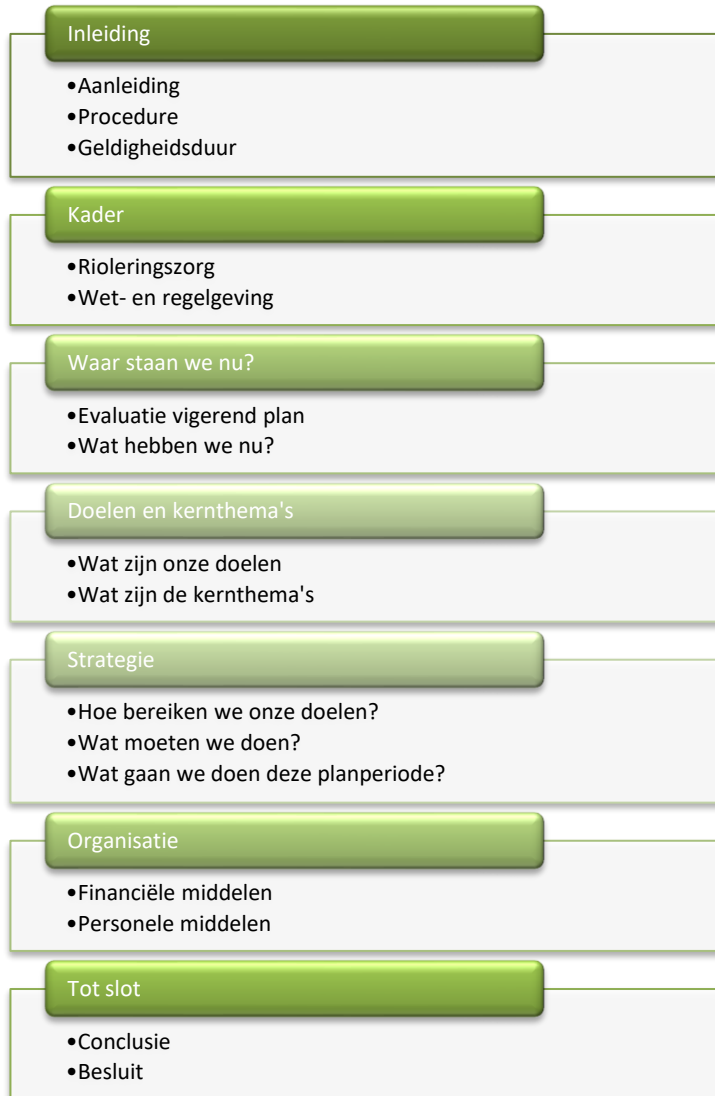 Inleiding
•Aanleiding
•Procedure
•Geldigheidsduur
Kader
•Rioleringszorg
•Wet- en regelgeving
Waar staan we nu?
•Evaluatie vigerend plan
•Wat hebben we nu?
Doelen en kernthema's
•Wat zijn onze doelen
•Wat zijn de kernthema's
Strategie
•Hoe bereiken we onze doelen?
•Wat moeten we doen?
•Wat gaan we doen deze planperiode?
Organisatie
•Financiële middelen
•Personele middelen
Tot slot
•Conclusie
•Besluit